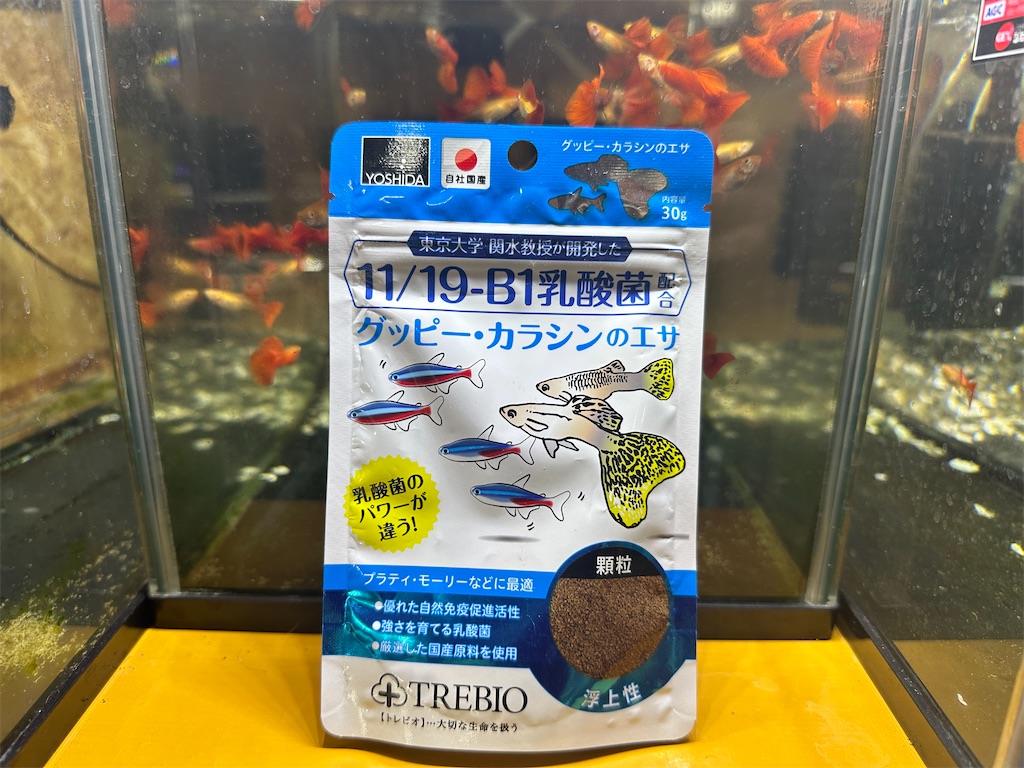 YOSHIDA
自社国産
グッピー・カラシンのエサ
内容量
30g
東京大学 関水教授が開発した
11/19-B1乳酸菌配合
グッピー・カラシンのエサ
乳酸菌の
パワーが
違う!
顆粒
プラティ・モーリーなどに最適
●優れた自然免疫促進活性
●強さを育てる乳酸菌
●厳選した国産原料を使用
浮上性
TREBIO
【トレビオ】…大切な生命を扱う
AGC